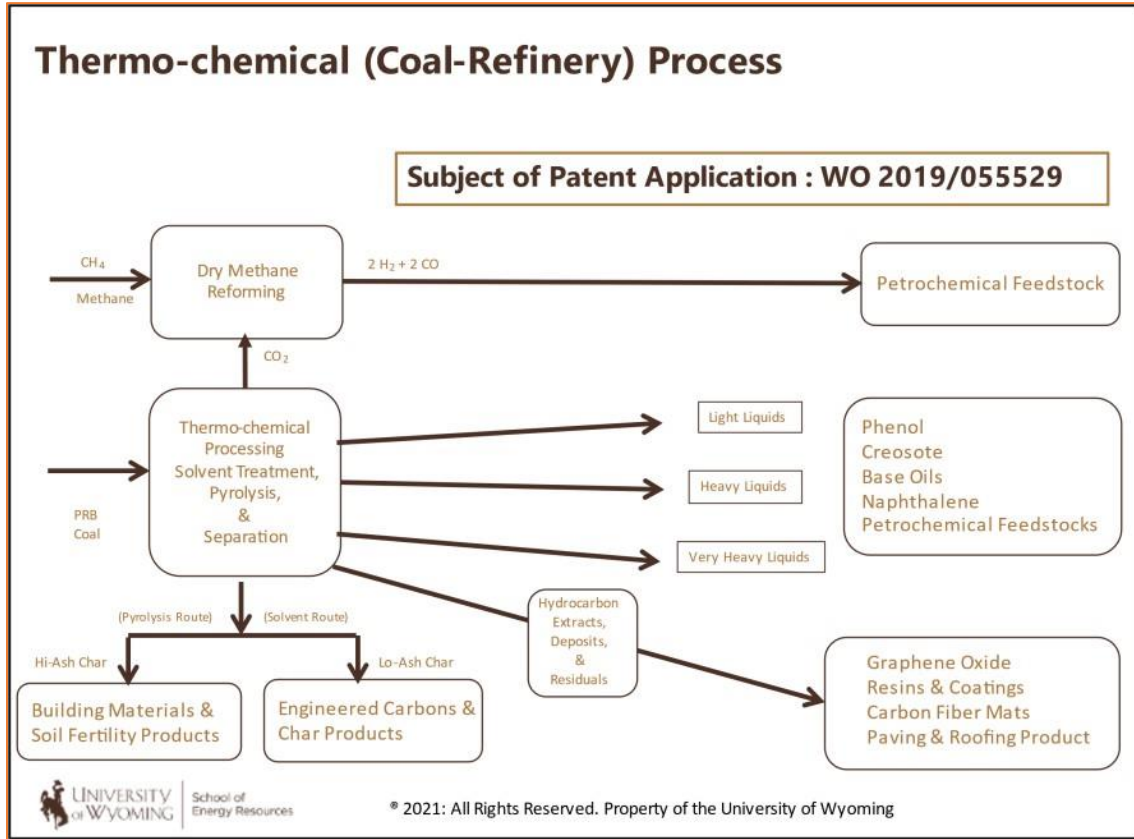 Thermo-chemical (Coal-Refinery) Process
Subject of Patent Application : WO 2019/055529
CH₄
Methane
Dry Methane
Reforming
2 H₂ + 2 CO
Petrochemical Feedstock
CO₂
PRB
Coal
Thermo-chemical
Processing
Solvent Treatment,
Pyrolysis,
&
Separation
Light Liquids
Heavy Liquids
Very Heavy Liquids
Phenol
Creosote
Base Oils
Naphthalene
Petrochemical Feedstocks
(Pyrolysis Route)
(Solvent Route)
Hi-Ash Char
Lo-Ash Char
Building Materials &
Soil Fertility Products
Engineered Carbons &
Char Products
Hydrocarbon
Extracts,
Deposits,
&
Residuals
Graphene Oxide
Resins & Coatings
Carbon Fiber Mats
Paving & Roofing Product
UNIVERSITY
OF WYOMING
School of
Energy Resources
® 2021: All Rights Reserved. Property of the University of Wyoming